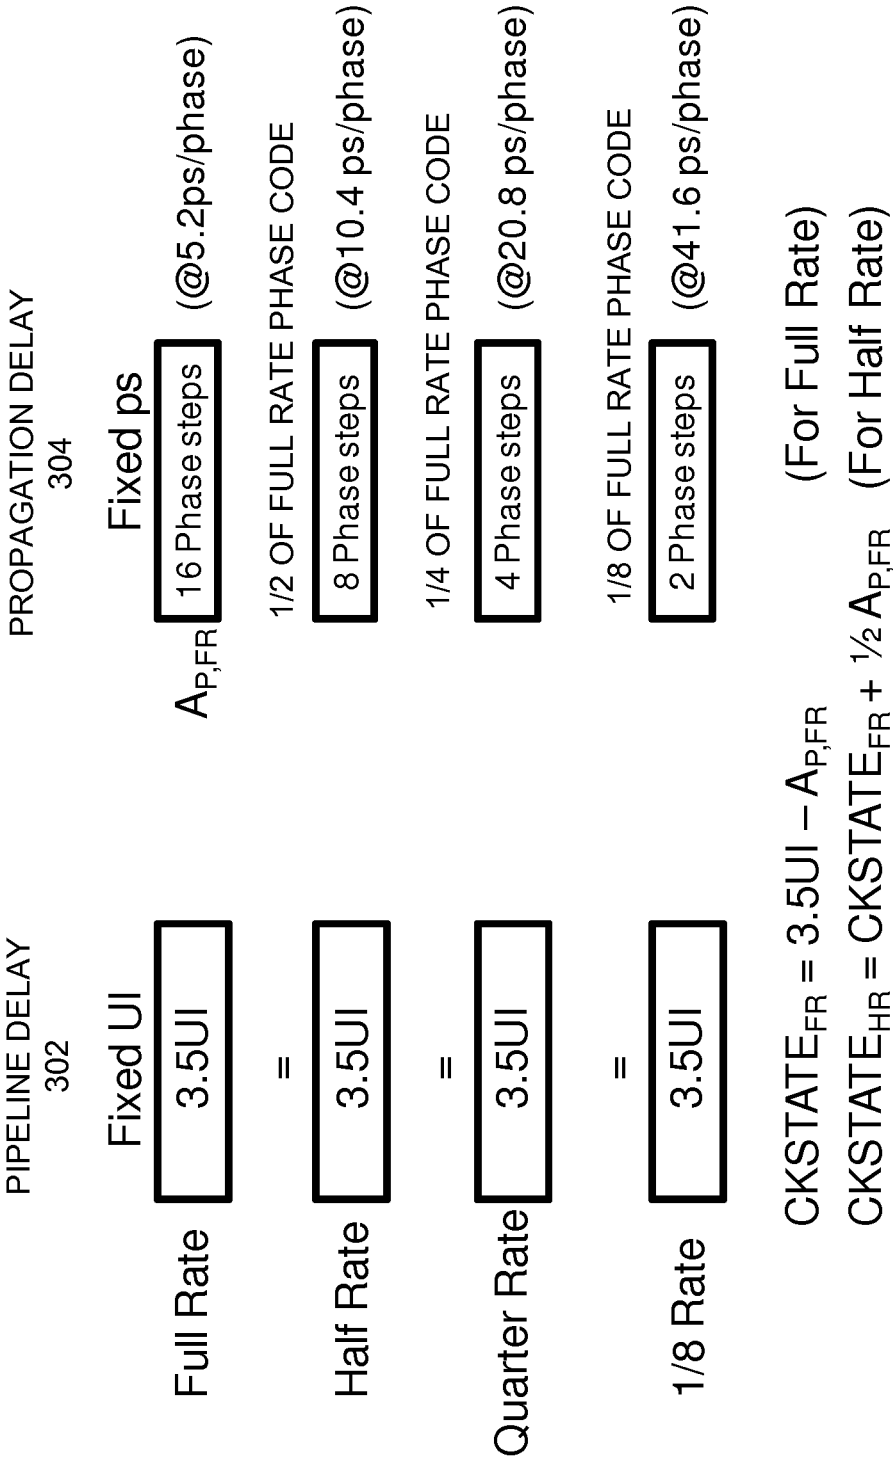 PIPELINE DELAY
302
PROPAGATION DELAY
304
Fixed UI
Fixed ps
Full Rate
3.5UI
A_P,FR
16 Phase steps
(@5.2ps/phase)
=
1/2 OF FULL RATE PHASE CODE
Half Rate
3.5UI
8 Phase steps
(@10.4 ps/phase)
=
1/4 OF FULL RATE PHASE CODE
Quarter Rate
3.5UI
4 Phase steps
(@20.8 ps/phase)
=
1/8 OF FULL RATE PHASE CODE
1/8 Rate
3.5UI
2 Phase steps
(@41.6 ps/phase)
CKSTATE_FR = 3.5UI – A_P,FR (For Full Rate)
CKSTATE_HR = CKSTATE_FR + ½ A_P,FR (For Half Rate)